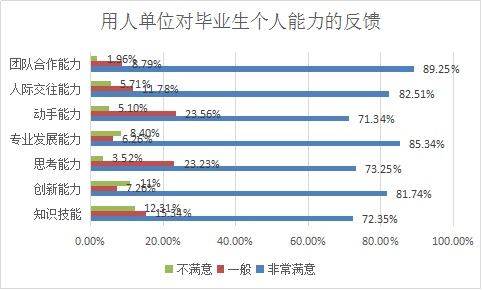 用人单位对毕业生个人能力的反馈
团队合作能力 1.96% 8.79% 89.25%
人际交往能力 5.71% 11.78% 82.51%
动手能力 5.10% 23.56% 71.34%
专业发展能力 8.40% 6.26% 85.34%
思考能力 3.52% 23.23% 73.25%
创新能力 11% 7.26% 81.74%
知识技能 12.31% 15.34% 72.35%
0.00% 20.00% 40.00% 60.00% 80.00% 100.00%
不满意 一般 非常满意